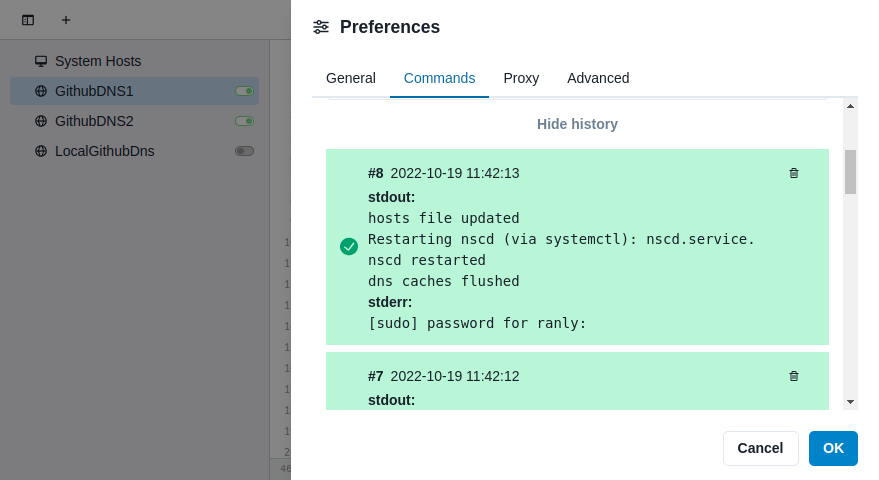 Preferences
System Hosts
GithubDNS1
GithubDNS2
LocalGithubDns
General Commands Proxy Advanced
Hide history
#8 2022-10-19 11:42:13
stdout:
hosts file updated
Restarting nscd (via systemctl): nscd.service.
nscd restarted
dns caches flushed
stderr:
[sudo] password for ranly:
#7 2022-10-19 11:42:12
stdout:
Cancel OK